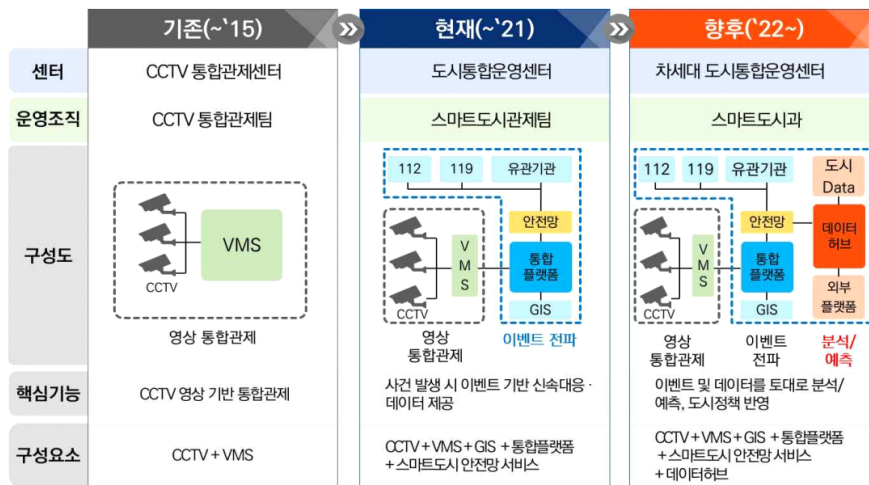 기존(~‘15)
현재(~‘21)
향후(‘22~)
센터
CCTV 통합관제센터
도시통합운영센터
차세대 도시통합운영센터
운영조직
CCTV 통합관제팀
스마트도시관제팀
스마트도시과
구성도
VMS
CCTV
영상 통합관제
112
119
유관기관
안전망
VMS
통합
플랫폼
CCTV
GIS
영상
통합관제
이벤트 전파
112
119
유관기관
도시
Data
안전망
데이터
허브
VMS
통합
플랫폼
CCTV
GIS
외부
플랫폼
영상
통합관제
이벤트
전파
분석/
예측
핵심기능
CCTV 영상 기반 통합관제
사건 발생 시 이벤트 기반 신속대응 ·
데이터 제공
이벤트 및 데이터를 토대로 분석/
예측, 도시정책 반영
구성요소
CCTV + VMS
CCTV + VMS + GIS + 통합플랫폼
+ 스마트도시 안전망 서비스
CCTV + VMS + GIS + 통합플랫폼
+ 스마트도시 안전망 서비스
+ 데이터허브